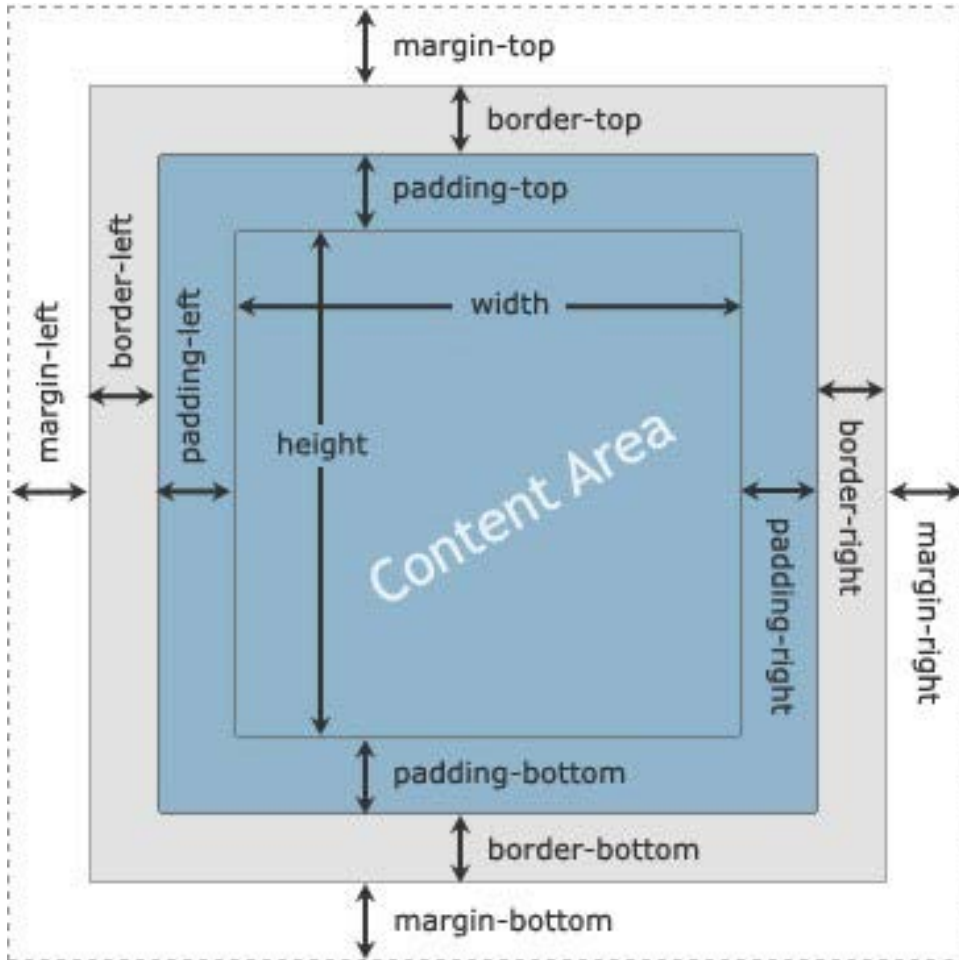 margin-top
border-top
padding-top
border-left
padding-left
margin-left
width
height
Content Area
border-right
padding-right
margin-right
padding-bottom
border-bottom
margin-bottom